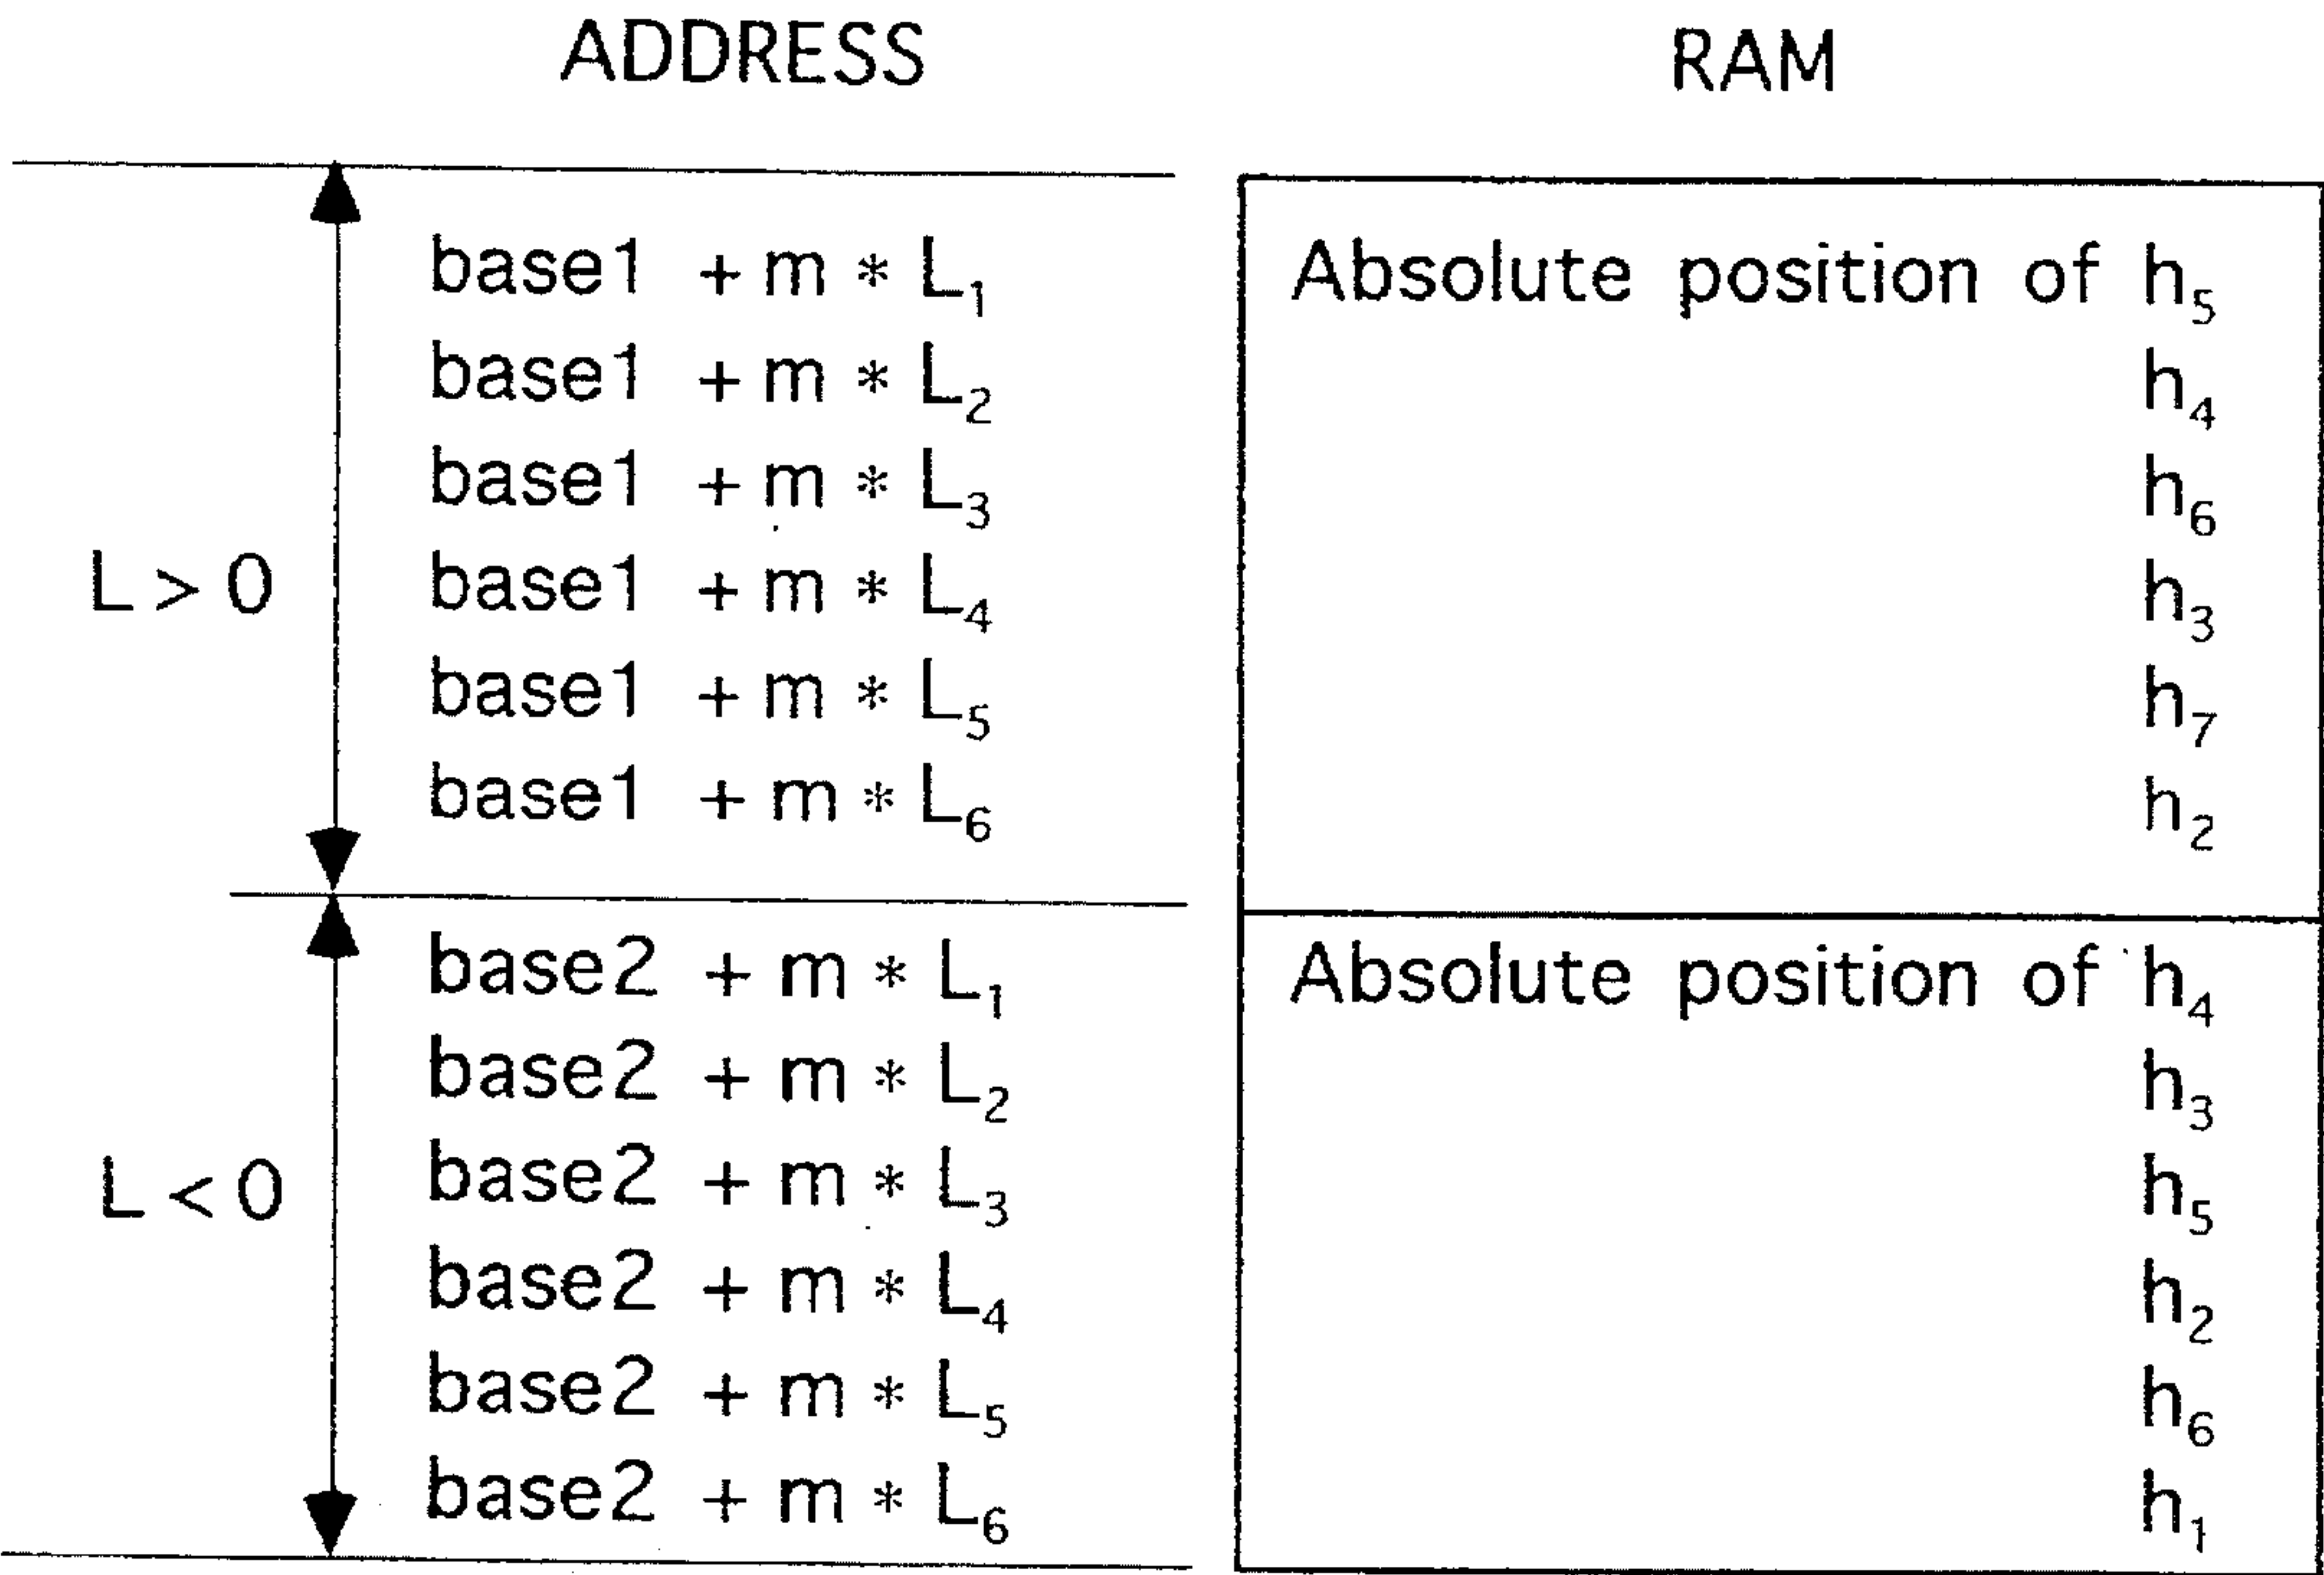 ADDRESS RAM
base1 + m * L₁ Absolute position of h₅
base1 + m * L₂ h₄
base1 + m * L₃ h₆
L > 0 base1 + m * L₄ h₃
base1 + m * L₅ h₇
base1 + m * L₆ h₂
base2 + m * L₁ Absolute position of h₄
base2 + m * L₂ h₃
L < 0 base2 + m * L₃ h₅
base2 + m * L₄ h₂
base2 + m * L₅ h₆
base2 + m * L₆ h₁